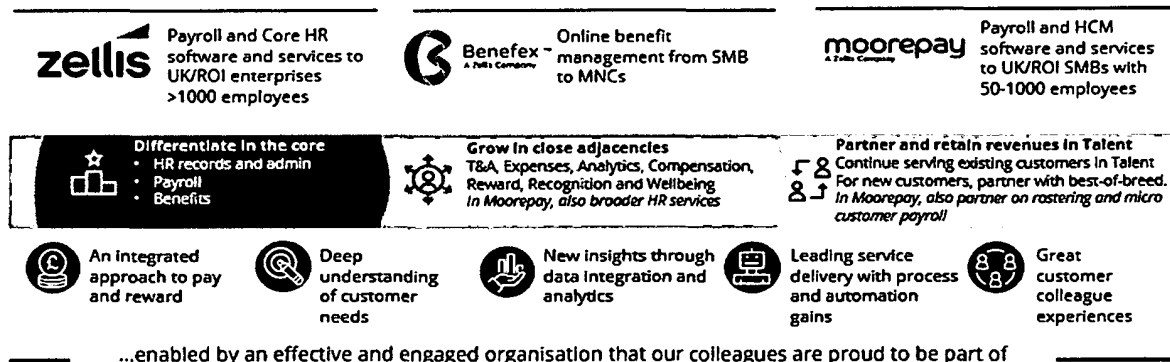 zellis
Payroll and Core HR
software and services to
UK/ROI enterprises
>1000 employees
Benefex™
A Zellis Company
Online benefit
management from SMB
to MNCs
moorepay
A Zellis Company
Payroll and HCM
software and services
to UK/ROI SMBs with
50-1000 employees
Differentiate in the core
• HR records and admin
• Payroll
• Benefits
Grow in close adjacencies
T&A, Expenses, Analytics, Compensation,
Reward, Recognition and Wellbeing
In Moorepay, also broader HR services
Partner and retain revenues in Talent
Continue serving existing customers in Talent
For new customers, partner with best-of-breed.
In Moorepay, also partner on rostering and micro
customer payroll
An integrated
approach to pay
and reward
Deep
understanding
of customer
needs
New insights through
data integration and
analytics
Leading service
delivery with process
and automation
gains
Great
customer
colleague
experiences
...enabled by an effective and engaged organisation that our colleagues are proud to be part of